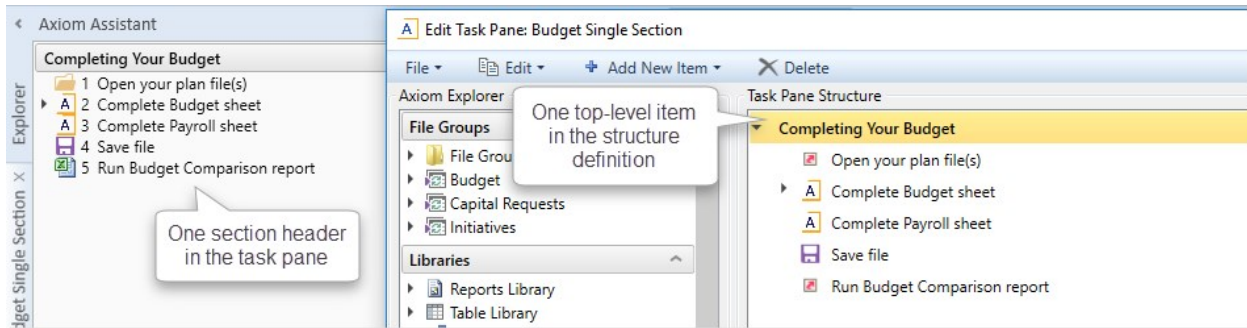 Axiom Assistant
Completing Your Budget
1 Open your plan file(s)
A 2 Complete Budget sheet
A 3 Complete Payroll sheet
4 Save file
5 Run Budget Comparison report
One section header
in the task pane
Explorer
Single Section
A Edit Task Pane: Budget Single Section
File
Edit
Add New Item
Delete
Axiom Explorer
File Groups
File
Budget
Capital Requests
Initiatives
Libraries
Reports Library
Table Library
One top-level item
in the structure
definition
Task Pane Structure
Completing Your Budget
Open your plan file(s)
A Complete Budget sheet
A Complete Payroll sheet
Save file
Run Budget Comparison report